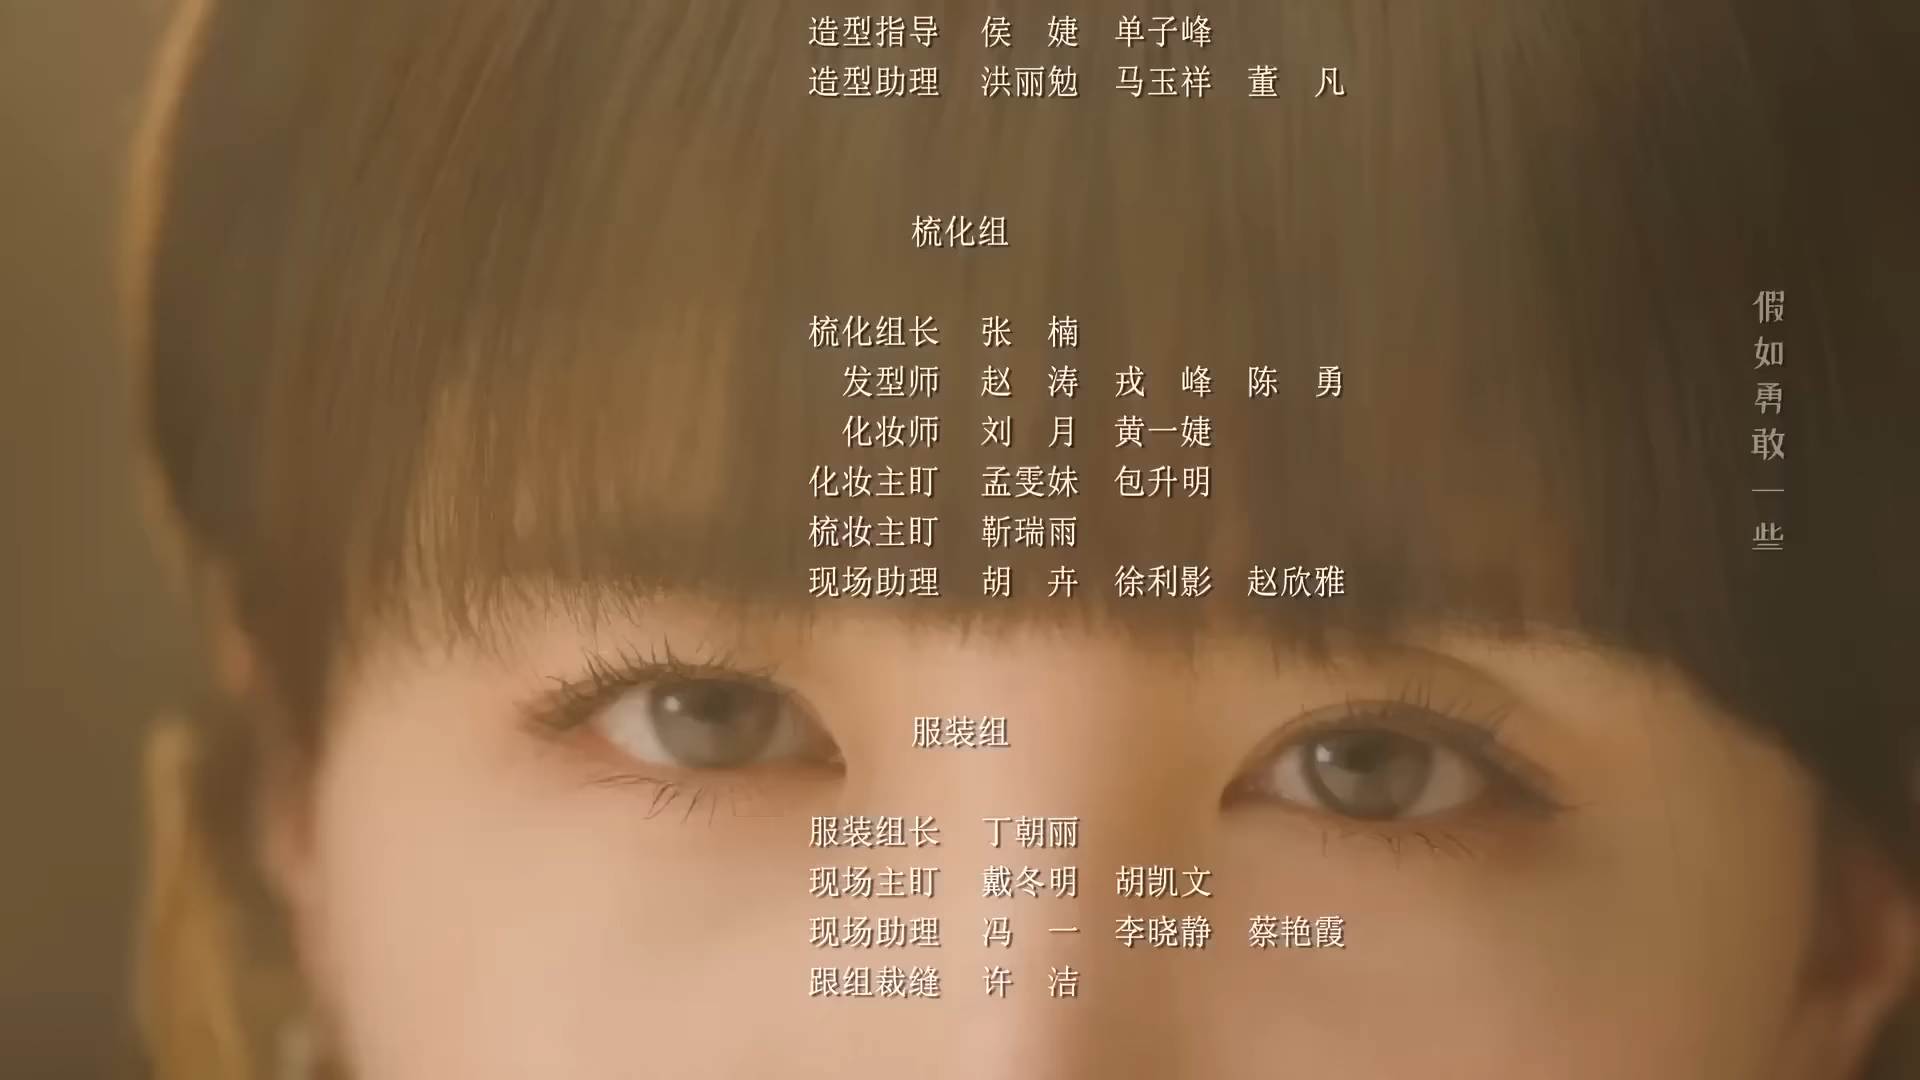 造型指导 侯 婕 单子峰
造型助理 洪丽勉 马玉祥 董 凡
梳化组
梳化组长 张 楠
发型师 赵 涛 戎 峰 陈 勇
化妆师 刘 月 黄一婕
化妆主盯 孟雯妹 包升明
梳妆主盯 靳瑞雨
现场助理 胡 卉 徐利影 赵欣雅
服装组
服装组长 丁朝丽
现场主盯 戴冬明 胡凯文
现场助理 冯 一 李晓静 蔡艳霞
跟组裁缝 许 洁
假如勇敢一些